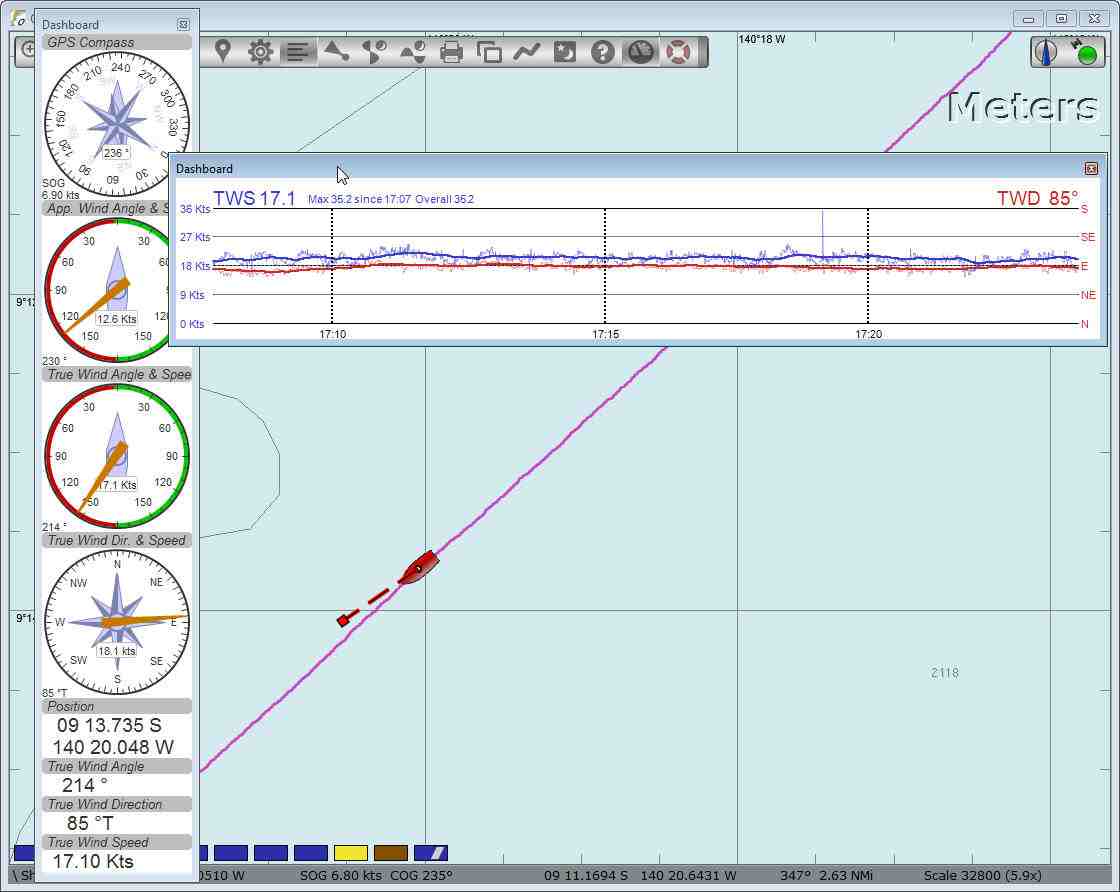 Dashboard
GPS Compass
210 240 270
180 300
150 330
120 0
90 60 30
236 °
SOG
6.90 kts
App. Wind Angle & S
30 30
60 60
90
120 120
150 150
12.6 Kts
230 °
True Wind Angle & Spee
30 30
60 60
90 90
120 120
150
17.1 Kts
214 °
True Wind Dir. & Speed
N
NW NE
W E
SW SE
S
18.1 kts
85 °T
Position
09 13.735 S
140 20.048 W
True Wind Angle
214 °
True Wind Direction
85 °T
True Wind Speed
17.10 Kts
140°18 W
Meters
Dashboard
TWS 17.1 Max 35.2 since 17:07 Overall 35.2 TWD 85°
36 Kts S
27 Kts SE
18 Kts E
9 Kts NE
0 Kts N
17:10 17:15 17:20
2118
0510 W SOG 6.80 kts COG 235° 09 11.1694 S 140 20.6431 W 347° 2.63 NMi Scale 32800 (5.9x)